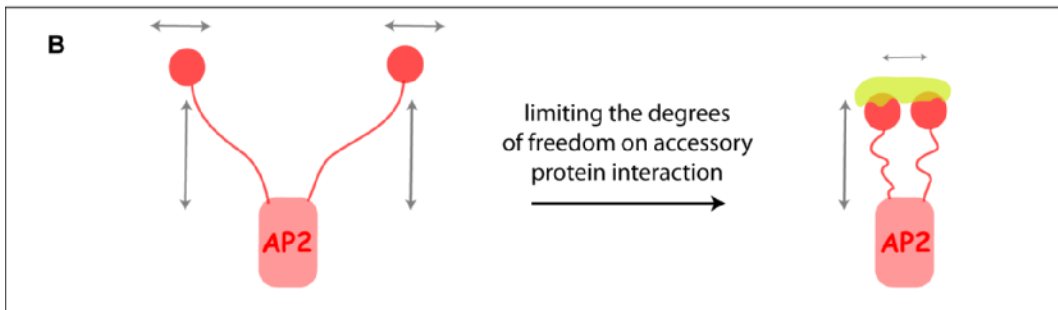 B
limiting the degrees
of freedom on accessory
protein interaction
AP2
AP2